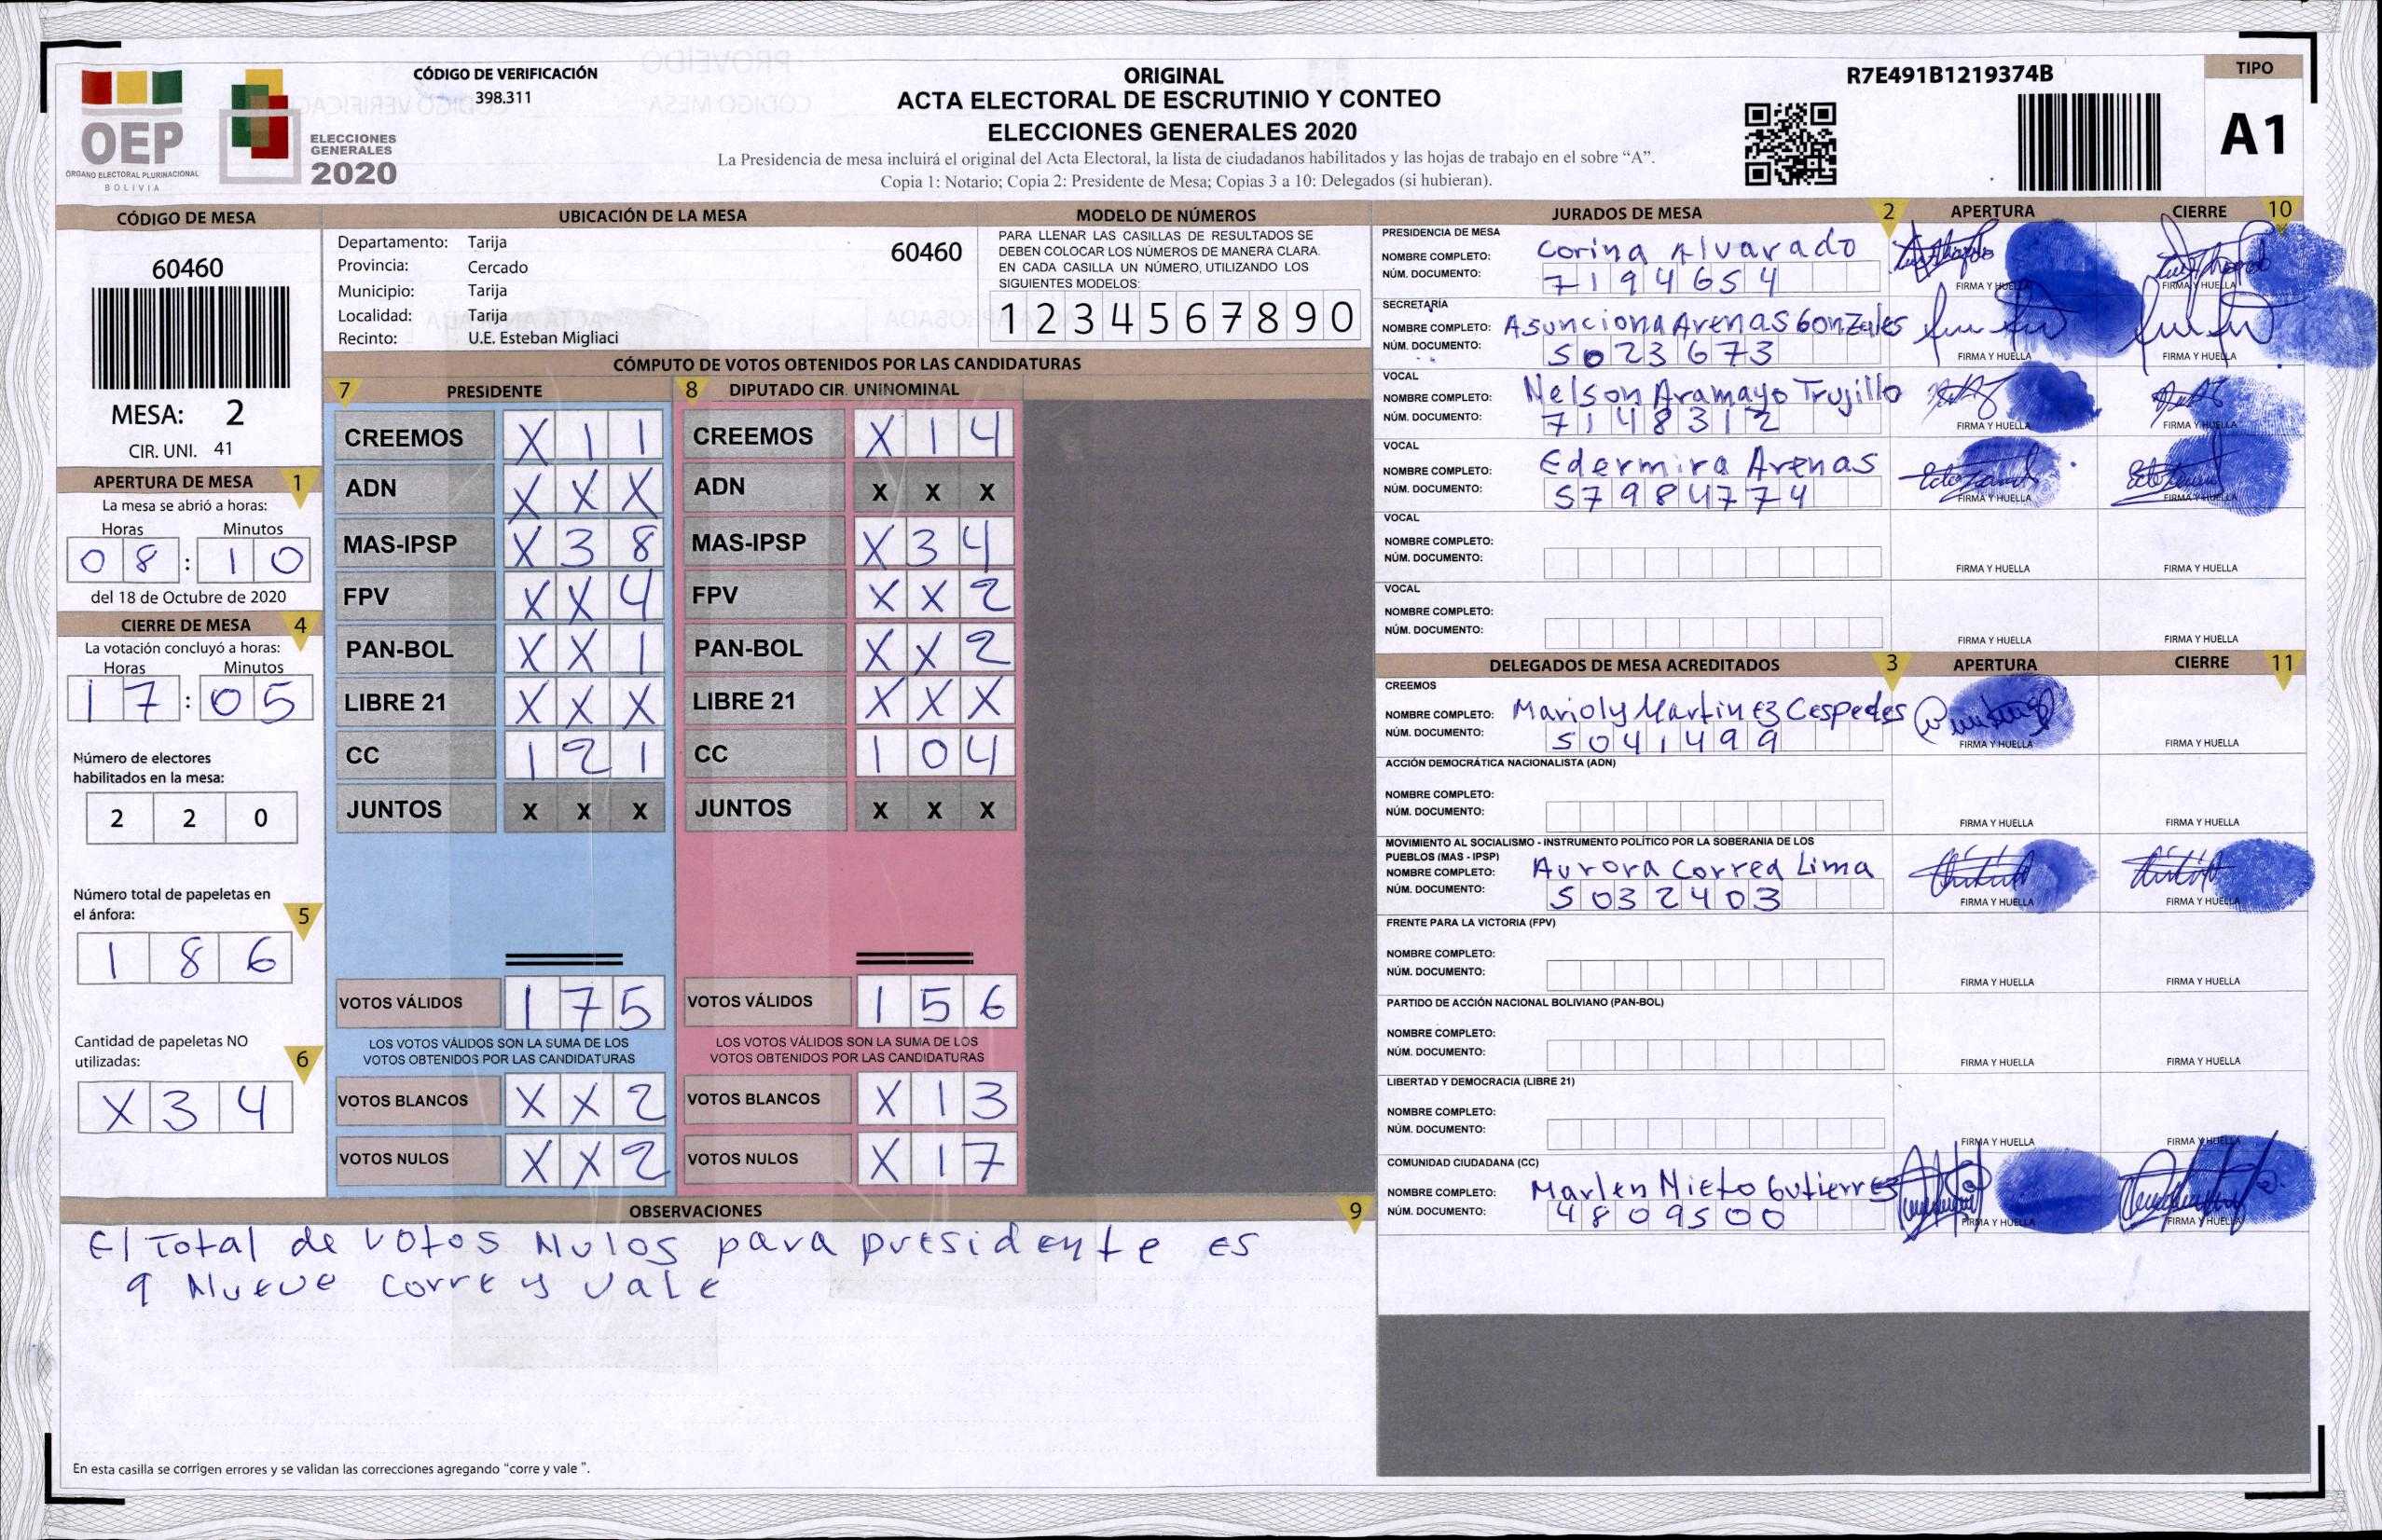 CÓDIGO DE VERIFICACIÓN
398.311
OEP
ÓRGANO ELECTORAL PLURINACIONAL
BOLIVIA
ELECCIONES
GENERALES
2020
ORIGINAL
ACTA ELECTORAL DE ESCRUTINIO Y CONTEO
ELECCIONES GENERALES 2020
La Presidencia de mesa incluirá el original del Acta Electoral, la lista de ciudadanos habilitados y las hojas de trabajo en el sobre “A”.
Copia 1: Notario; Copia 2: Presidente de Mesa; Copias 3 a 10: Delegados (si hubieran).
R7E491B1219374B
TIPO
A1
CÓDIGO DE MESA
60460
MESA: 2
CIR. UNI. 41
APERTURA DE MESA 1
La mesa se abrió a horas:
Horas Minutos
08 : 10
del 18 de Octubre de 2020
CIERRE DE MESA 4
La votación concluyó a horas:
Horas Minutos
17 : 05
Número de electores
habilitados en la mesa:
2 2 0
Número total de papeletas en
el ánfora: 5
1 8 6
Cantidad de papeletas NO
utilizadas: 6
X 3 4
UBICACIÓN DE LA MESA
Departamento: Tarija 60460
Provincia: Cercado
Municipio: Tarija
Localidad: Tarija
Recinto: U.E. Esteban Migliaci
MODELO DE NÚMEROS
PARA LLENAR LAS CASILLAS DE RESULTADOS SE
DEBEN COLOCAR LOS NÚMEROS DE MANERA CLARA.
EN CADA CASILLA UN NÚMERO, UTILIZANDO LOS
SIGUIENTES MODELOS:
1 2 3 4 5 6 7 8 9 0
CÓMPUTO DE VOTOS OBTENIDOS POR LAS CANDIDATURAS
7 PRESIDENTE 8 DIPUTADO CIR. UNINOMINAL
CREEMOS X 1 1 CREEMOS X 1 4
ADN X X X ADN X X X
MAS-IPSP X 3 8 MAS-IPSP X 3 4
FPV X X 4 FPV X X 2
PAN-BOL X X 1 PAN-BOL X X 2
LIBRE 21 X X X LIBRE 21 X X X
CC 1 2 1 CC 1 0 4
JUNTOS X X X JUNTOS X X X
VOTOS VÁLIDOS 1 7 5 VOTOS VÁLIDOS 1 5 6
LOS VOTOS VÁLIDOS SON LA SUMA DE LOS LOS VOTOS VÁLIDOS SON LA SUMA DE LOS
VOTOS OBTENIDOS POR LAS CANDIDATURAS VOTOS OBTENIDOS POR LAS CANDIDATURAS
VOTOS BLANCOS X X 2 VOTOS BLANCOS X 1 3
VOTOS NULOS X X 2 VOTOS NULOS X 1 7
OBSERVACIONES 9
El Total de votos Nulos para presidente es
9 Nueve corre y vale
En esta casilla se corrigen errores y se validan las correcciones agregando “corre y vale ”.
JURADOS DE MESA 2 APERTURA CIERRE 10
PRESIDENCIA DE MESA
NOMBRE COMPLETO: Corina Alvarado
NÚM. DOCUMENTO: 7194654
FIRMA Y HUELLA FIRMA Y HUELLA
SECRETARÍA
NOMBRE COMPLETO: Asunciona Arenas Gonzales
NÚM. DOCUMENTO: 5023673
FIRMA Y HUELLA FIRMA Y HUELLA
VOCAL
NOMBRE COMPLETO: Nelson Aramayo Trujillo
NÚM. DOCUMENTO: 7148312
FIRMA Y HUELLA FIRMA Y HUELLA
VOCAL
NOMBRE COMPLETO: Edermira Arenas
NÚM. DOCUMENTO: 57984774
FIRMA Y HUELLA FIRMA Y HUELLA
VOCAL
NOMBRE COMPLETO:
NÚM. DOCUMENTO:
FIRMA Y HUELLA FIRMA Y HUELLA
VOCAL
NOMBRE COMPLETO:
NÚM. DOCUMENTO:
FIRMA Y HUELLA FIRMA Y HUELLA
DELEGADOS DE MESA ACREDITADOS 3 APERTURA CIERRE 11
CREEMOS
NOMBRE COMPLETO: Marioly Martinez Cespedes
NÚM. DOCUMENTO: 5041499
FIRMA Y HUELLA FIRMA Y HUELLA
ACCIÓN DEMOCRÁTICA NACIONALISTA (ADN)
NOMBRE COMPLETO:
NÚM. DOCUMENTO:
FIRMA Y HUELLA FIRMA Y HUELLA
MOVIMIENTO AL SOCIALISMO - INSTRUMENTO POLÍTICO POR LA SOBERANIA DE LOS
PUEBLOS (MAS - IPSP)
NOMBRE COMPLETO: Aurora Correa Lima
NÚM. DOCUMENTO: 5032403
FIRMA Y HUELLA FIRMA Y HUELLA
FRENTE PARA LA VICTORIA (FPV)
NOMBRE COMPLETO:
NÚM. DOCUMENTO:
FIRMA Y HUELLA FIRMA Y HUELLA
PARTIDO DE ACCIÓN NACIONAL BOLIVIANO (PAN-BOL)
NOMBRE COMPLETO:
NÚM. DOCUMENTO:
FIRMA Y HUELLA FIRMA Y HUELLA
LIBERTAD Y DEMOCRACIA (LIBRE 21)
NOMBRE COMPLETO:
NÚM. DOCUMENTO:
FIRMA Y HUELLA FIRMA Y HUELLA
COMUNIDAD CIUDADANA (CC)
NOMBRE COMPLETO: Marlen Nieto Gutierrez
NÚM. DOCUMENTO: 4809500
FIRMA Y HUELLA FIRMA Y HUELLA